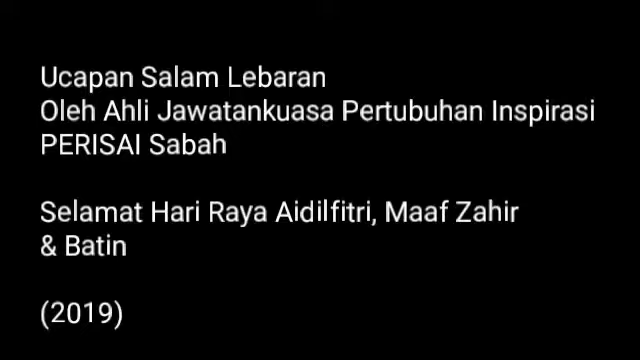 Ucapan Salam Lebaran
Oleh Ahli Jawatankuasa Pertubuhan Inspirasi
PERISAI Sabah
Selamat Hari Raya Aidilfitri, Maaf Zahir
& Batin
(2019)